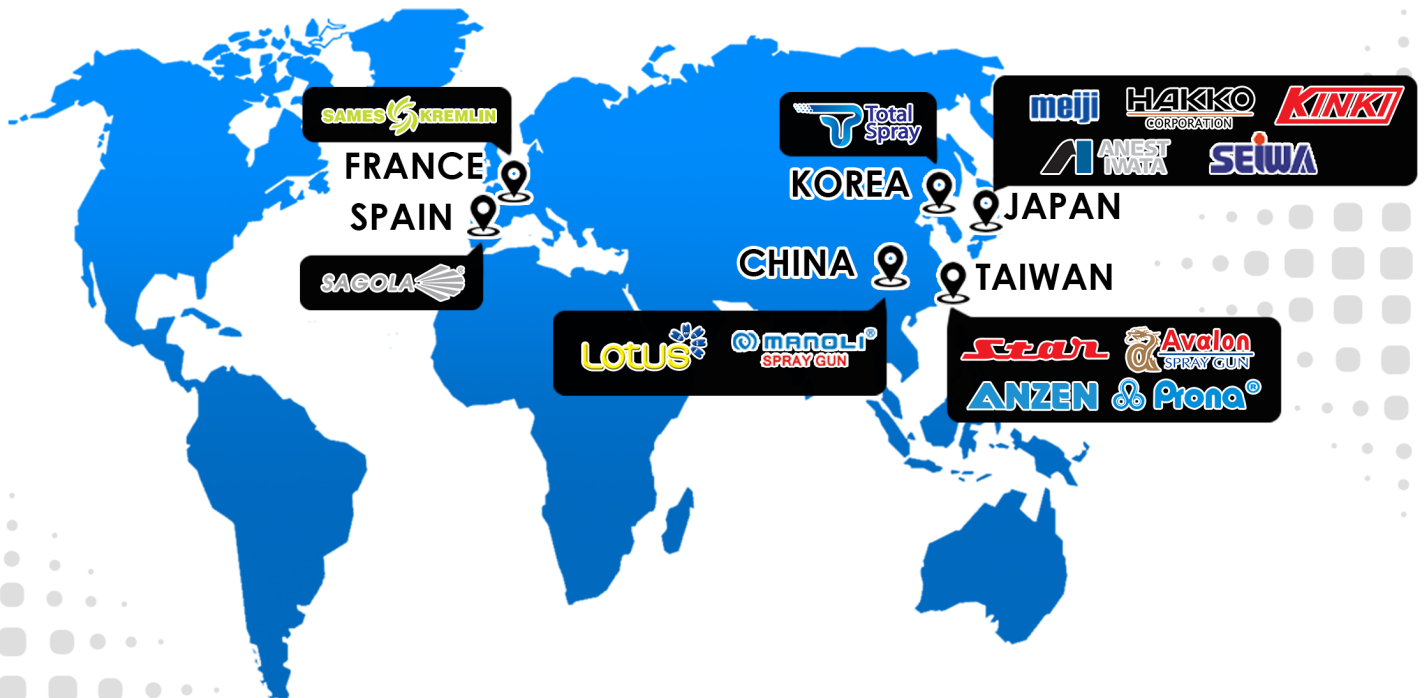 SAMES KREMLIN
FRANCE
SPAIN
SAGOLA®
Total
Spray
KOREA
meiji HAKKO
CORPORATION
KINKI
ANEST
IWATA
SEIWA
JAPAN
CHINA
LOTUS
MANOLI®
SPRAY GUN
TAIWAN
Star
Avalon
SPRAY GUN
ANZEN
Prona®